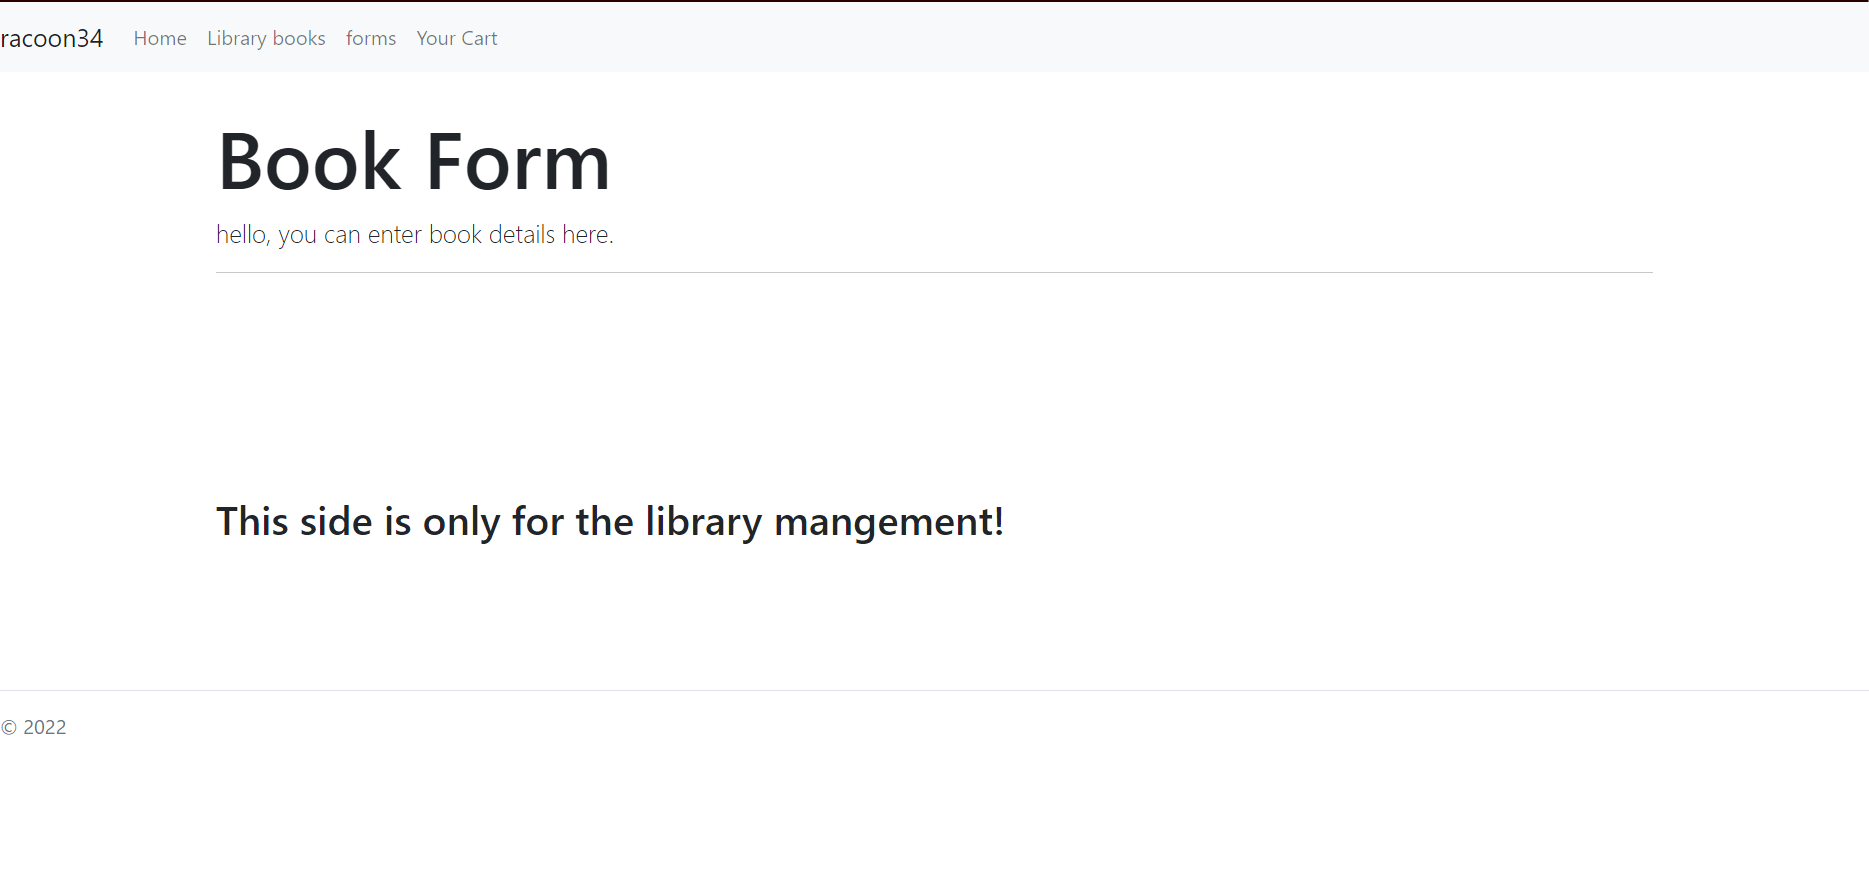 racoon34 Home Library books forms Your Cart
Book Form
hello, you can enter book details here.
This side is only for the library mangement!
© 2022